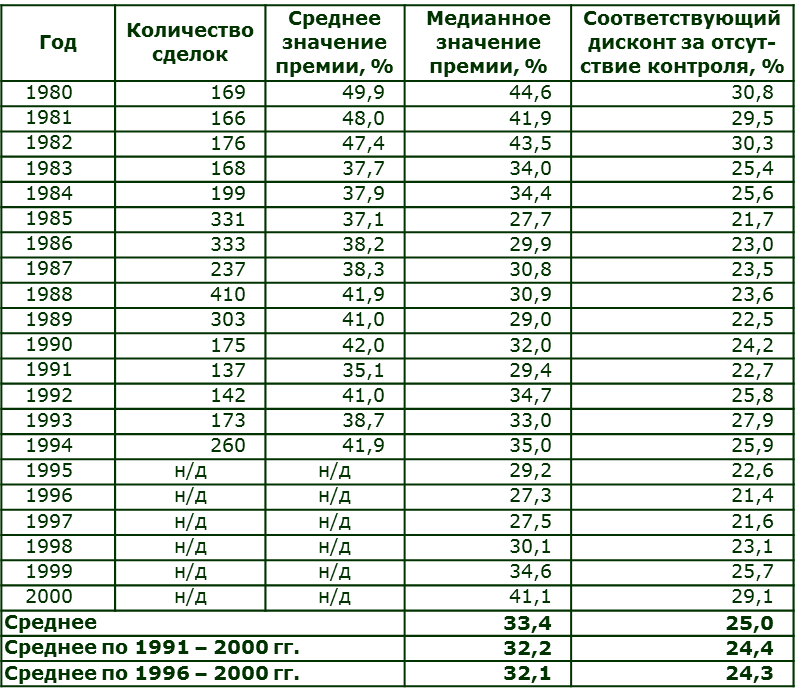 Год Количество сделок Среднее значение премии, % Медианное значение премии, % Соответствующий дисконт за отсут- ствие контроля, %
1980 169 49,9 44,6 30,8
1981 166 48,0 41,9 29,5
1982 176 47,4 43,5 30,3
1983 168 37,7 34,0 25,4
1984 199 37,9 34,4 25,6
1985 331 37,1 27,7 21,7
1986 333 38,2 29,9 23,0
1987 237 38,3 30,8 23,5
1988 410 41,9 30,9 23,6
1989 303 41,0 29,0 22,5
1990 175 42,0 32,0 24,2
1991 137 35,1 29,4 22,7
1992 142 41,0 34,7 25,8
1993 173 38,7 33,0 27,9
1994 260 41,9 35,0 25,9
1995 н/д н/д 29,2 22,6
1996 н/д н/д 27,3 21,4
1997 н/д н/д 27,5 21,6
1998 н/д н/д 30,1 23,1
1999 н/д н/д 34,6 25,7
2000 н/д н/д 41,1 29,1
Среднее 33,4 25,0
Среднее по 1991 – 2000 гг. 32,2 24,4
Среднее по 1996 – 2000 гг. 32,1 24,3